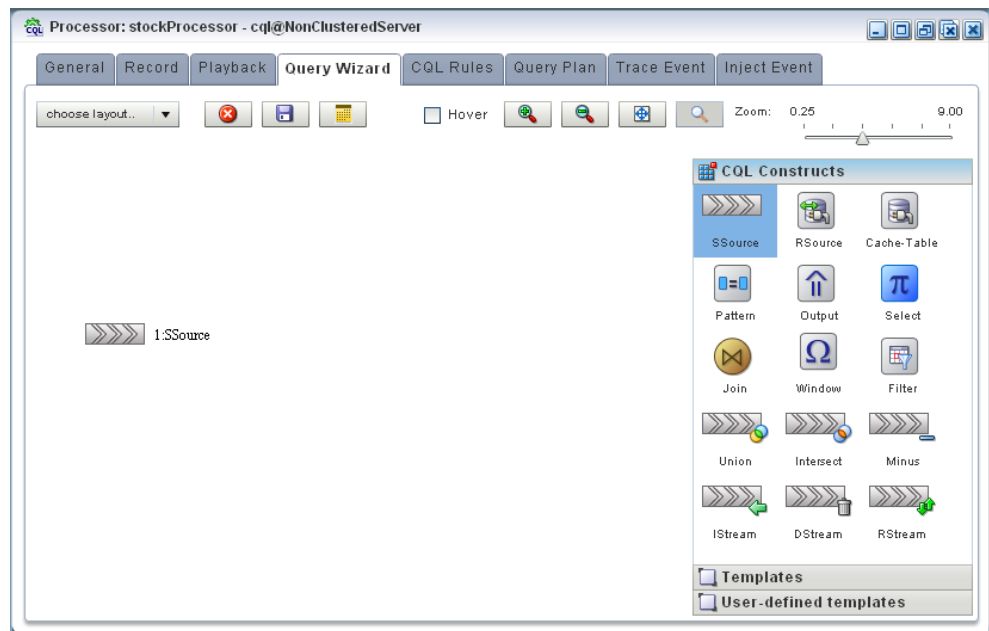 CQL Processor: stockProcessor - cql@NonClusteredServer
General Record Playback Query Wizard CQL Rules Query Plan Trace Event Inject Event
choose layout.. Hover Zoom: 0.25 9.00
CQL Constructs
SSource RSource Cache-Table
Pattern Output Select
Join Window Filter
Union Intersect Minus
IStream DStream RStream
1:SSource
Templates
User-defined templates